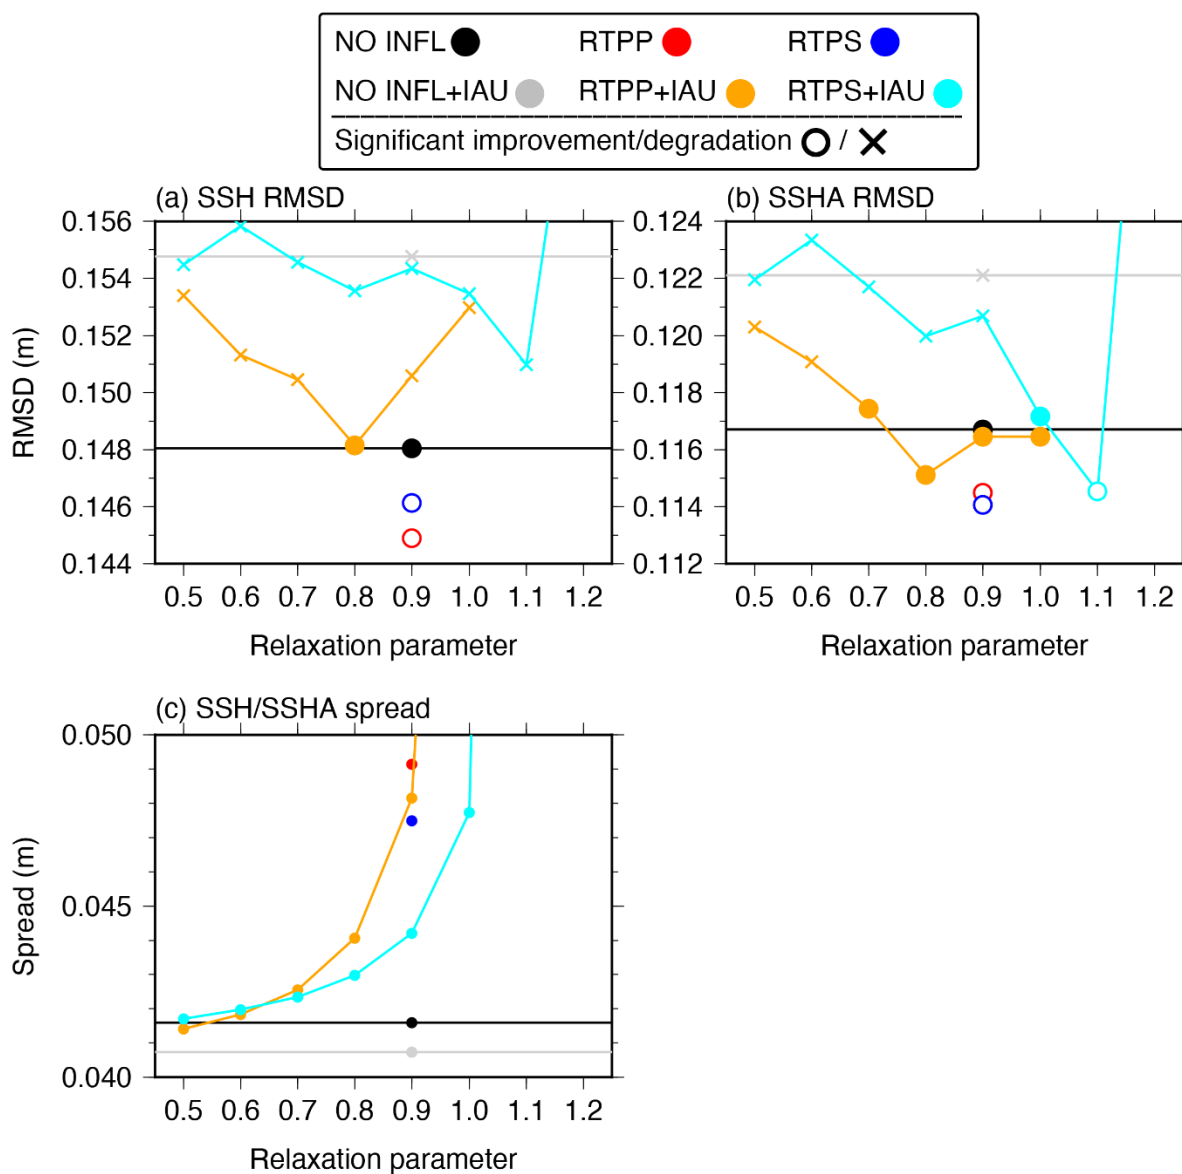 NO INFL RTPP RTPS
NO INFL+IAU RTPP+IAU RTPS+IAU
Significant improvement/degradation O / X
(a) SSH RMSD
0.156
0.154
0.152
0.150
0.148
0.146
0.144
RMSD (m)
0.5 0.6 0.7 0.8 0.9 1.0 1.1 1.2
Relaxation parameter
(b) SSHA RMSD
0.124
0.122
0.120
0.118
0.116
0.114
0.112
0.5 0.6 0.7 0.8 0.9 1.0 1.1 1.2
Relaxation parameter
(c) SSH/SSHA spread
0.050
0.045
0.040
Spread (m)
0.5 0.6 0.7 0.8 0.9 1.0 1.1 1.2
Relaxation parameter